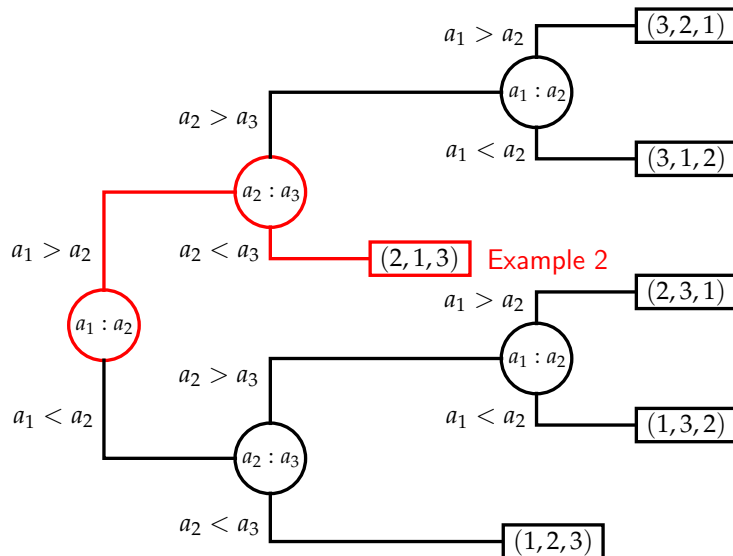 (3, 2, 1)
a₁ > a₂
a₁ : a₂
a₂ > a₃
a₁ < a₂
(3, 1, 2)
a₂ : a₃
a₁ > a₂
a₂ < a₃
(2, 1, 3) Example 2
a₁ > a₂
(2, 3, 1)
a₁ : a₂
a₁ : a₂
a₂ > a₃
a₁ < a₂
a₁ < a₂
(1, 3, 2)
a₂ : a₃
a₂ < a₃
(1, 2, 3)